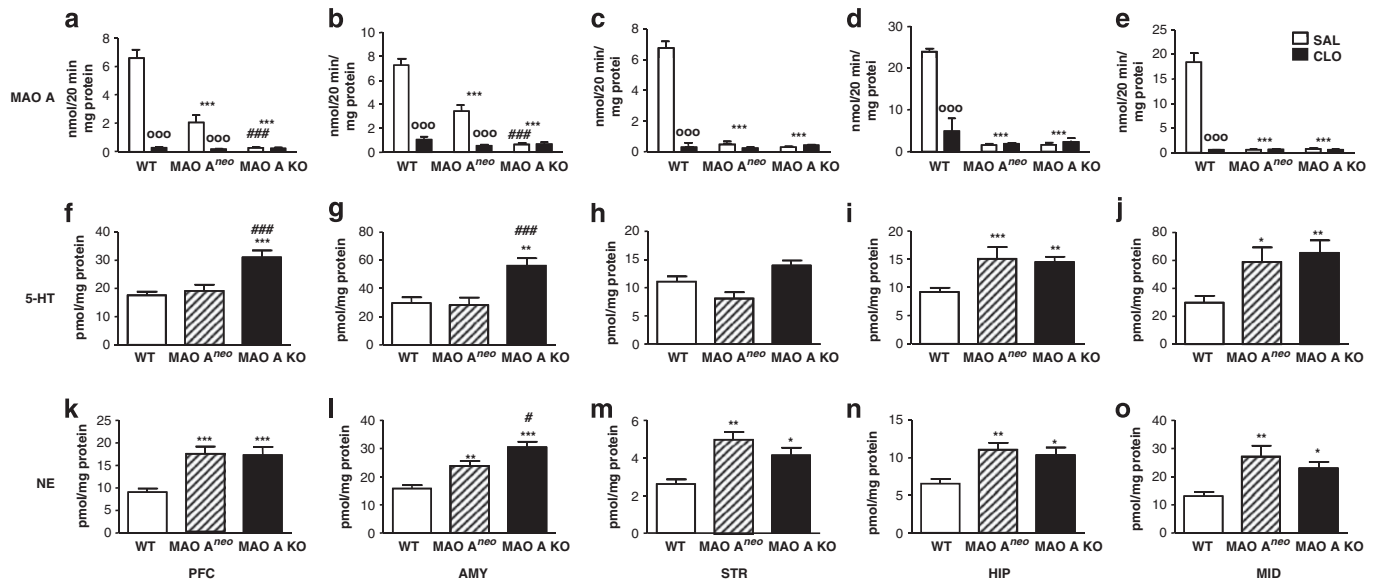 a b c d e
MAO A
nmol/20 min
mg protein
8
6
4
2
0
ooo
***
ooo
###
***
WT MAO A neo MAO A KO
nmol/20 min/
mg protein
10
8
6
4
2
0
ooo
***
ooo
###
***
WT MAO A neo MAO A KO
nmol/20 min/
mg protei
8
6
4
2
0
ooo
***
***
WT MAO A neo MAO A KO
nmol/20 min/
mg protei
30
20
10
0
ooo
***
***
WT MAO A neo MAO A KO
nmol/20 min/
mg protei
25
20
15
10
5
0
ooo
***
***
WT MAO A neo MAO A KO
SAL
CLO
f g h i j
5-HT
pmol/mg protein
40
30
20
10
0
###
***
WT MAO A neo MAO A KO
pmol/mg protein
80
60
40
20
0
###
**
WT MAO A neo MAO A KO
pmol/mg protein
20
15
10
5
0
WT MAO A neo MAO A KO
pmol/mg protein
20
15
10
5
0
***
**
WT MAO A neo MAO A KO
pmol/mg protein
80
60
40
20
0
*
**
WT MAO A neo MAO A KO
k l m n o
NE
pmol/mg protein
25
20
15
10
5
0
***
***
WT MAO A neo MAO A KO
PFC
pmol/mg protein
40
30
20
10
0
**
#
***
WT MAO A neo MAO A KO
AMY
pmol/mg protein
6
4
2
0
**
*
WT MAO A neo MAO A KO
STR
pmol/mg protein
15
10
5
0
**
*
WT MAO A neo MAO A KO
HIP
pmol/mg protein
40
30
20
10
0
**
*
WT MAO A neo MAO A KO
MID